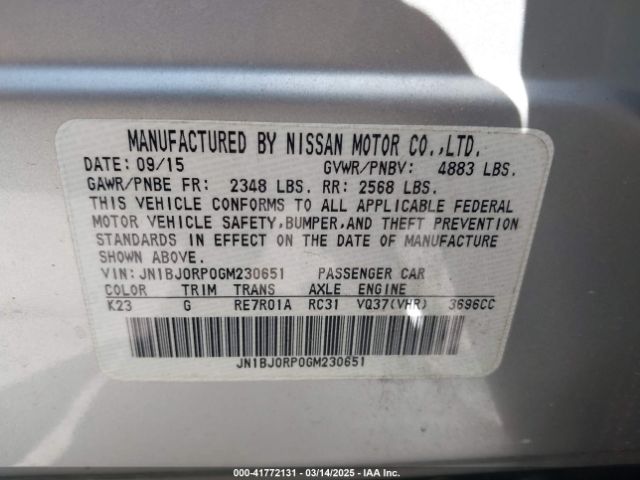 MANUFACTURED BY NISSAN MOTOR CO.,LTD.
DATE: 09/15 GVWR/PNBV: 4883 LBS.
GAWR/PNBE FR: 2348 LBS. RR: 2568 LBS.
THIS VEHICLE CONFORMS TO ALL APPLICABLE FEDERAL
MOTOR VEHICLE SAFETY,BUMPER,AND THEFT PREVENTION
STANDARDS IN EFFECT ON THE DATE OF MANUFACTURE
SHOWN ABOVE.
VIN: JN1BJ0RP0GM230651 PASSENGER CAR
COLOR TRIM TRANS AXLE ENGINE
K23 G RE7R01A RC31 VQ37(VHR) 3696CC
JN1BJ0RP0GM230651
000-41772131 - 03/14/2025 - IAA Inc.